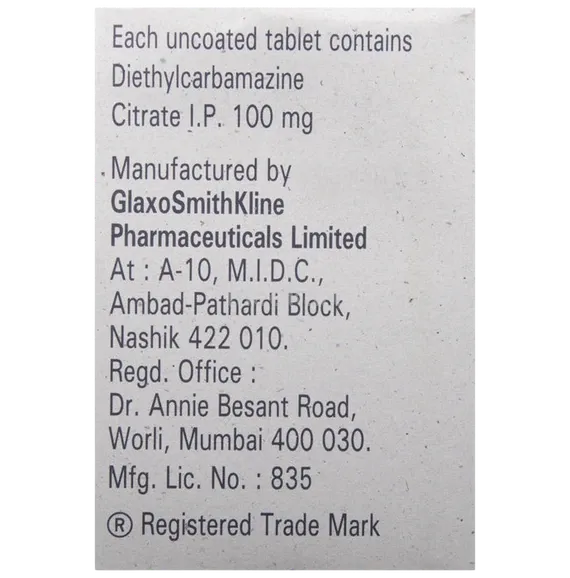 Each uncoated tablet contains
Diethylcarbamazine
Citrate I.P. 100 mg
Manufactured by
GlaxoSmithKline
Pharmaceuticals Limited
At : A-10, M.I.D.C.,
Ambad-Pathardi Block,
Nashik 422 010.
Regd. Office :
Dr. Annie Besant Road,
Worli, Mumbai 400 030.
Mfg. Lic. No. : 835
® Registered Trade Mark